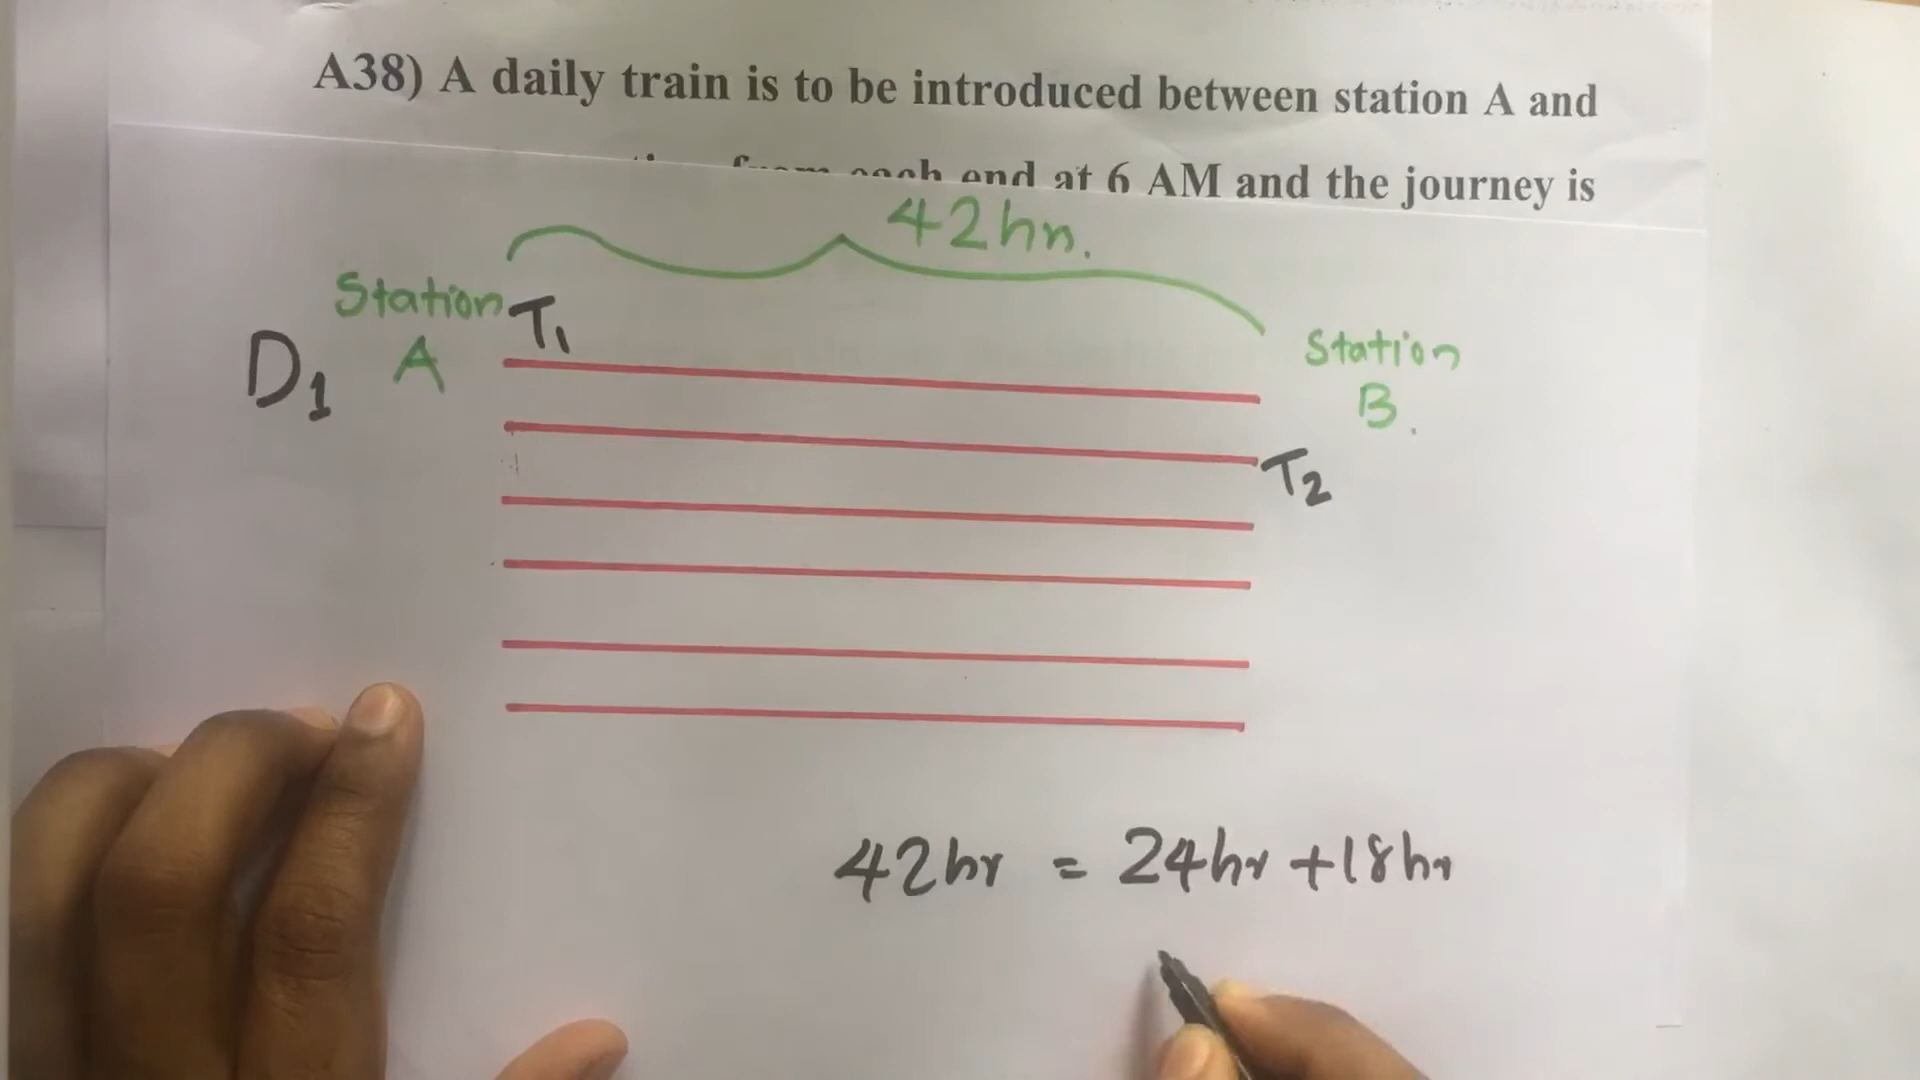 A38) A daily train is to be introduced between station A and
from each end at 6 AM and the journey is
42hr.
Station
A
T1
D1
Station
B.
T2
42hr = 24hr + 18hr